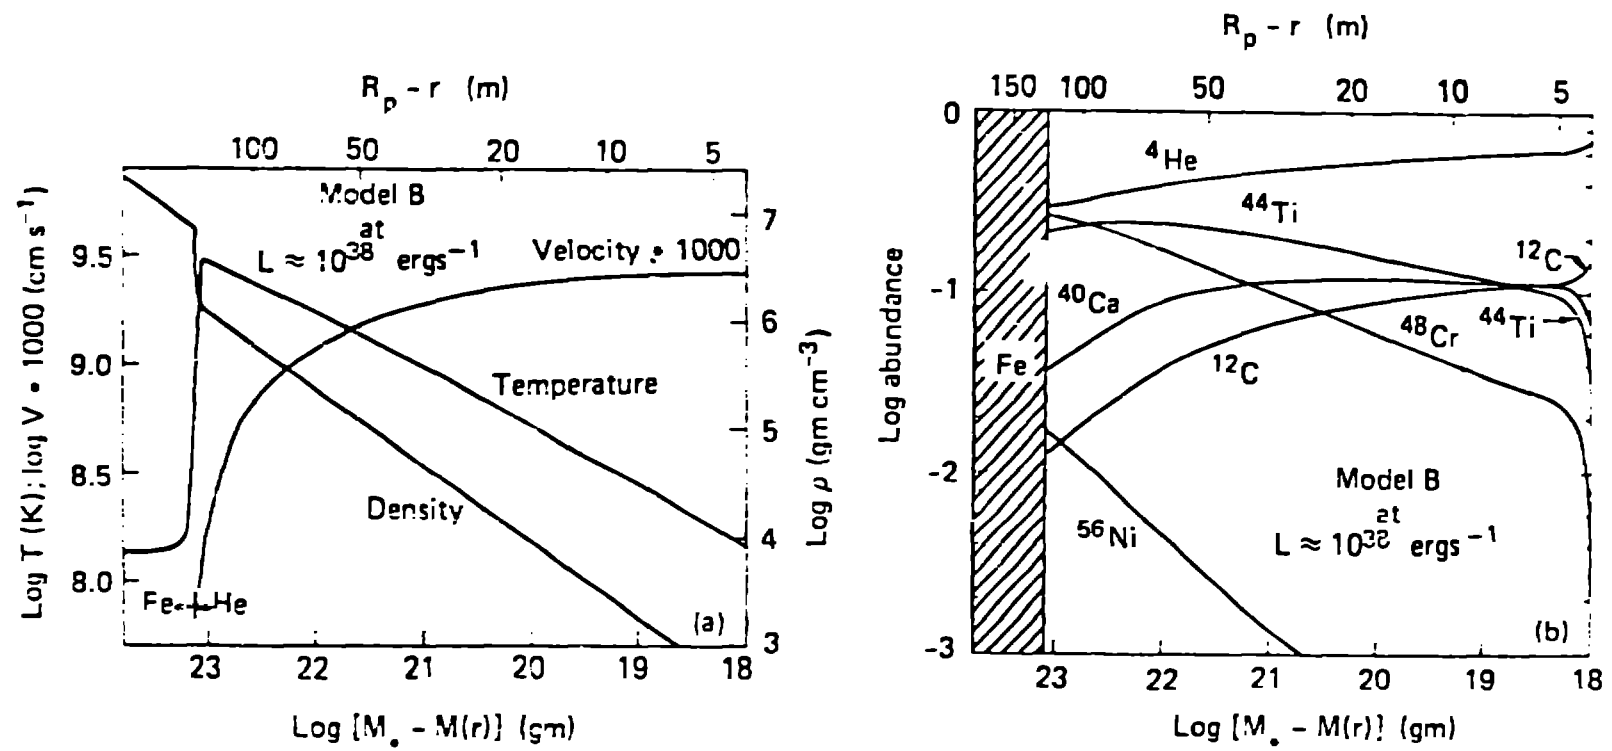 R_p - r (m)
100 50 20 10 5
Model B
at
L ≈ 10^38 ergs^-1
Velocity • 1000
Temperature
Density
Fe He
(a)
Log T (K); log V • 1000 (cm s^-1)
9.5
9.0
8.5
8.0
7
6
5
4
3
Log ρ (gm cm^-3)
23 22 21 20 19 18
Log [M_• - M(r)] (gm)
R_p - r (m)
150 100 50 20 10 5
0
-1
-2
-3
Log abundance
^4He
^44Ti
^12C
^40Ca
^44Ti
^48Cr
Fe
^12C
^56Ni
Model B
at
L ≈ 10^38 ergs^-1
(b)
23 22 21 20 19 18
Log [M_• - M(r)] (gm)